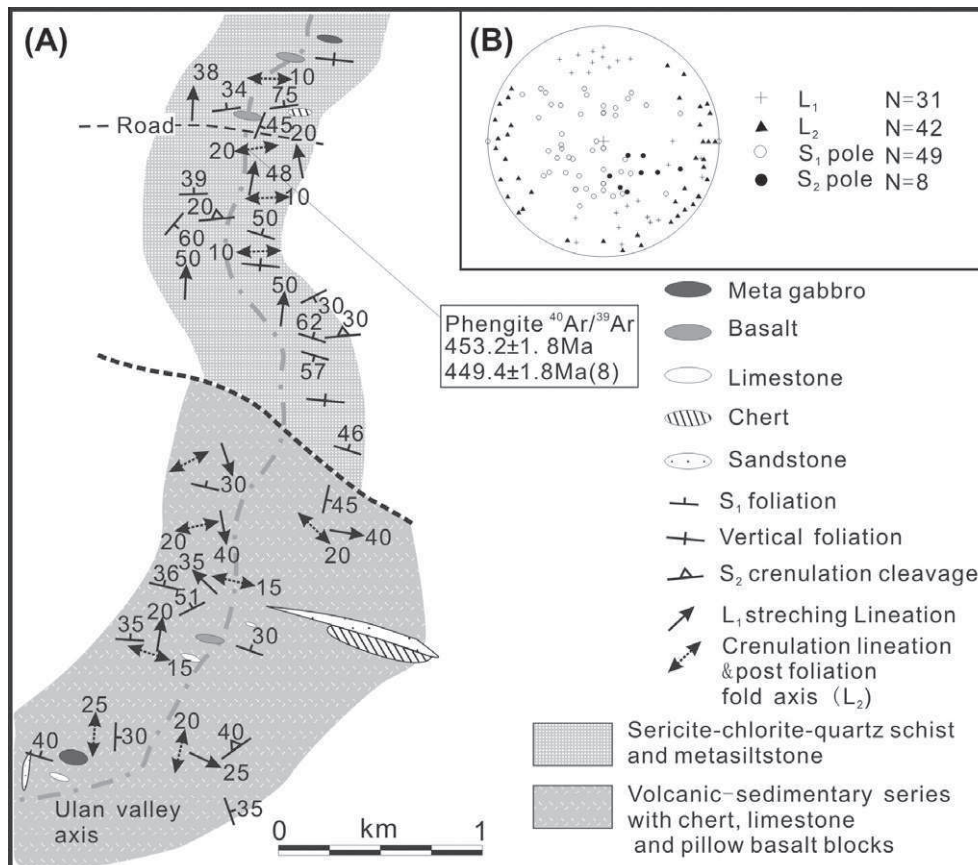 (A)
38
10
34
75
45
Road
20
20
48
39
10
20
50
60
10
50
50
30
62
30
57
46
30
45
20
40
40
20
35
36
15
51
20
35
30
15
25
20
40
30
40
25
Ulan valley
axis
35
0 km 1
Phengite ⁴⁰Ar/³⁹Ar
453.2±1. 8Ma
449.4±1.8Ma(8)
(B)
L₁ N=31
L₂ N=42
S₁ pole N=49
S₂ pole N=8
Meta gabbro
Basalt
Limestone
Chert
Sandstone
S₁ foliation
Vertical foliation
S₂ crenulation cleavage
L₁ streching Lineation
Crenulation lineation
&post foliation
fold axis (L₂)
Sericite-chlorite-quartz schist
and metasiltstone
Volcanic-sedimentary series
with chert, limestone
and pillow basalt blocks